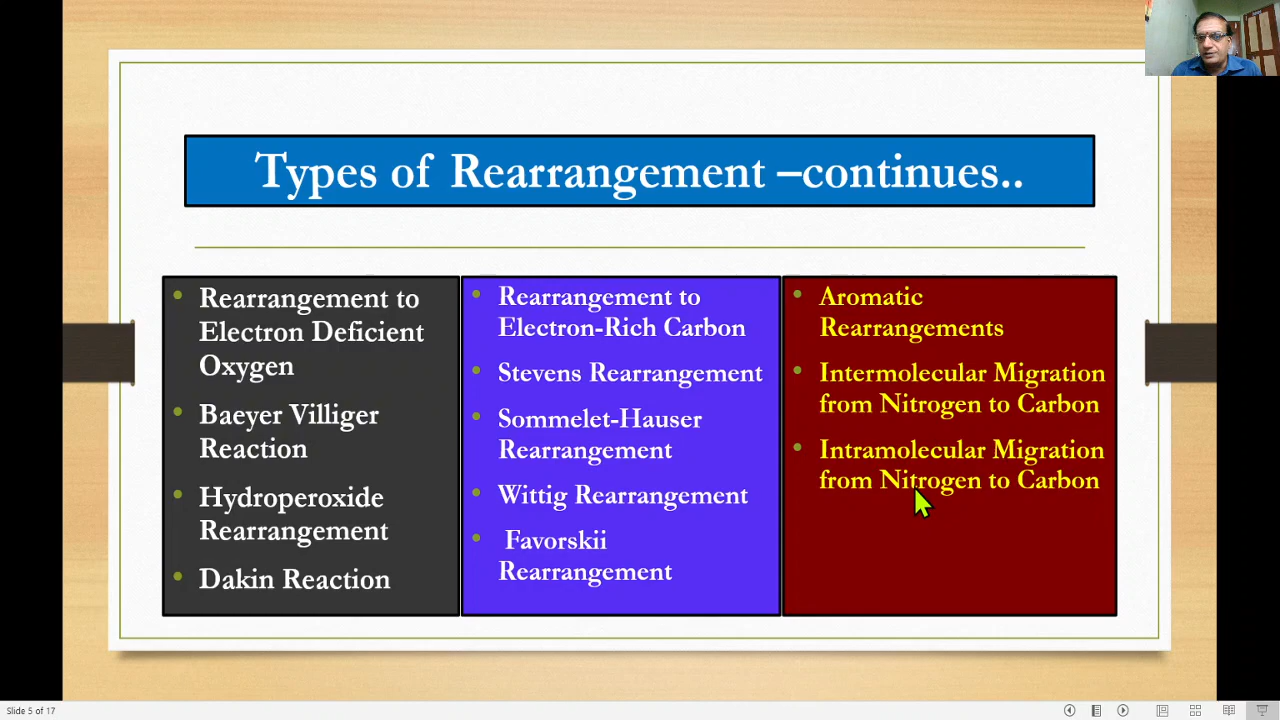 Types of Rearrangement –continues..
Rearrangement to
Electron Deficient
Oxygen
Baeyer Villiger
Reaction
Hydroperoxide
Rearrangement
Dakin Reaction
Rearrangement to
Electron-Rich Carbon
Stevens Rearrangement
Sommelet-Hauser
Rearrangement
Wittig Rearrangement
Favorskii
Rearrangement
Aromatic
Rearrangements
Intermolecular Migration
from Nitrogen to Carbon
Intramolecular Migration
from Nitrogen to Carbon
Slide 5 of 17